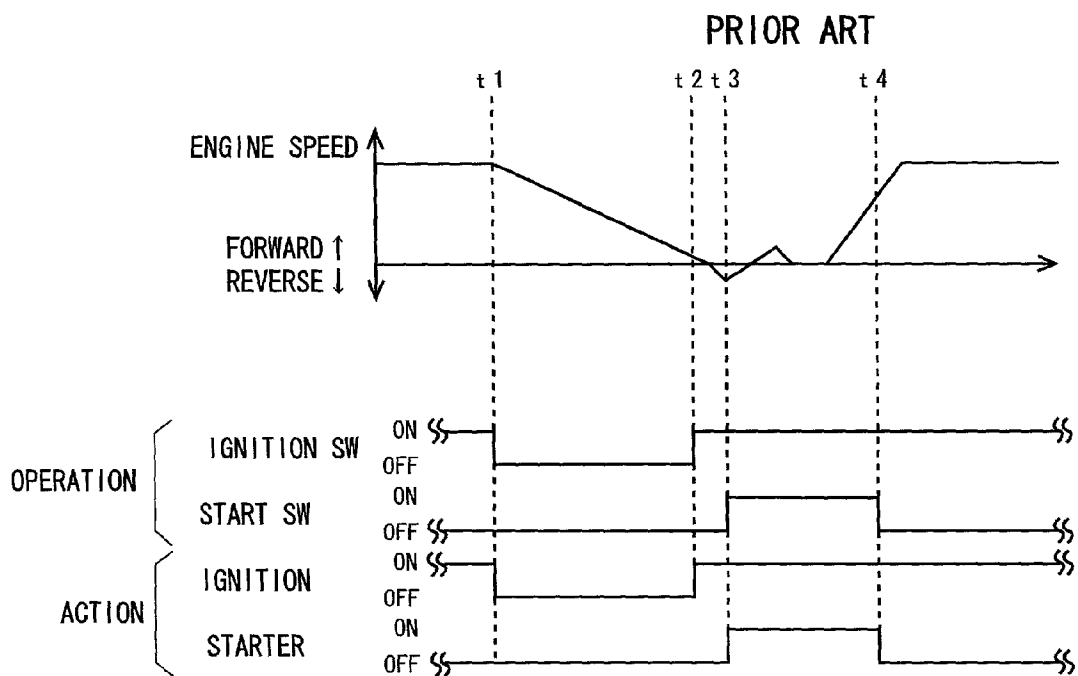 PRIOR ART
t1 t2 t3 t4
ENGINE SPEED
FORWARD ↑
REVERSE ↓
OPERATION
IGNITION SW ON
OFF
START SW ON
OFF
ACTION
IGNITION ON
OFF
STARTER ON
OFF